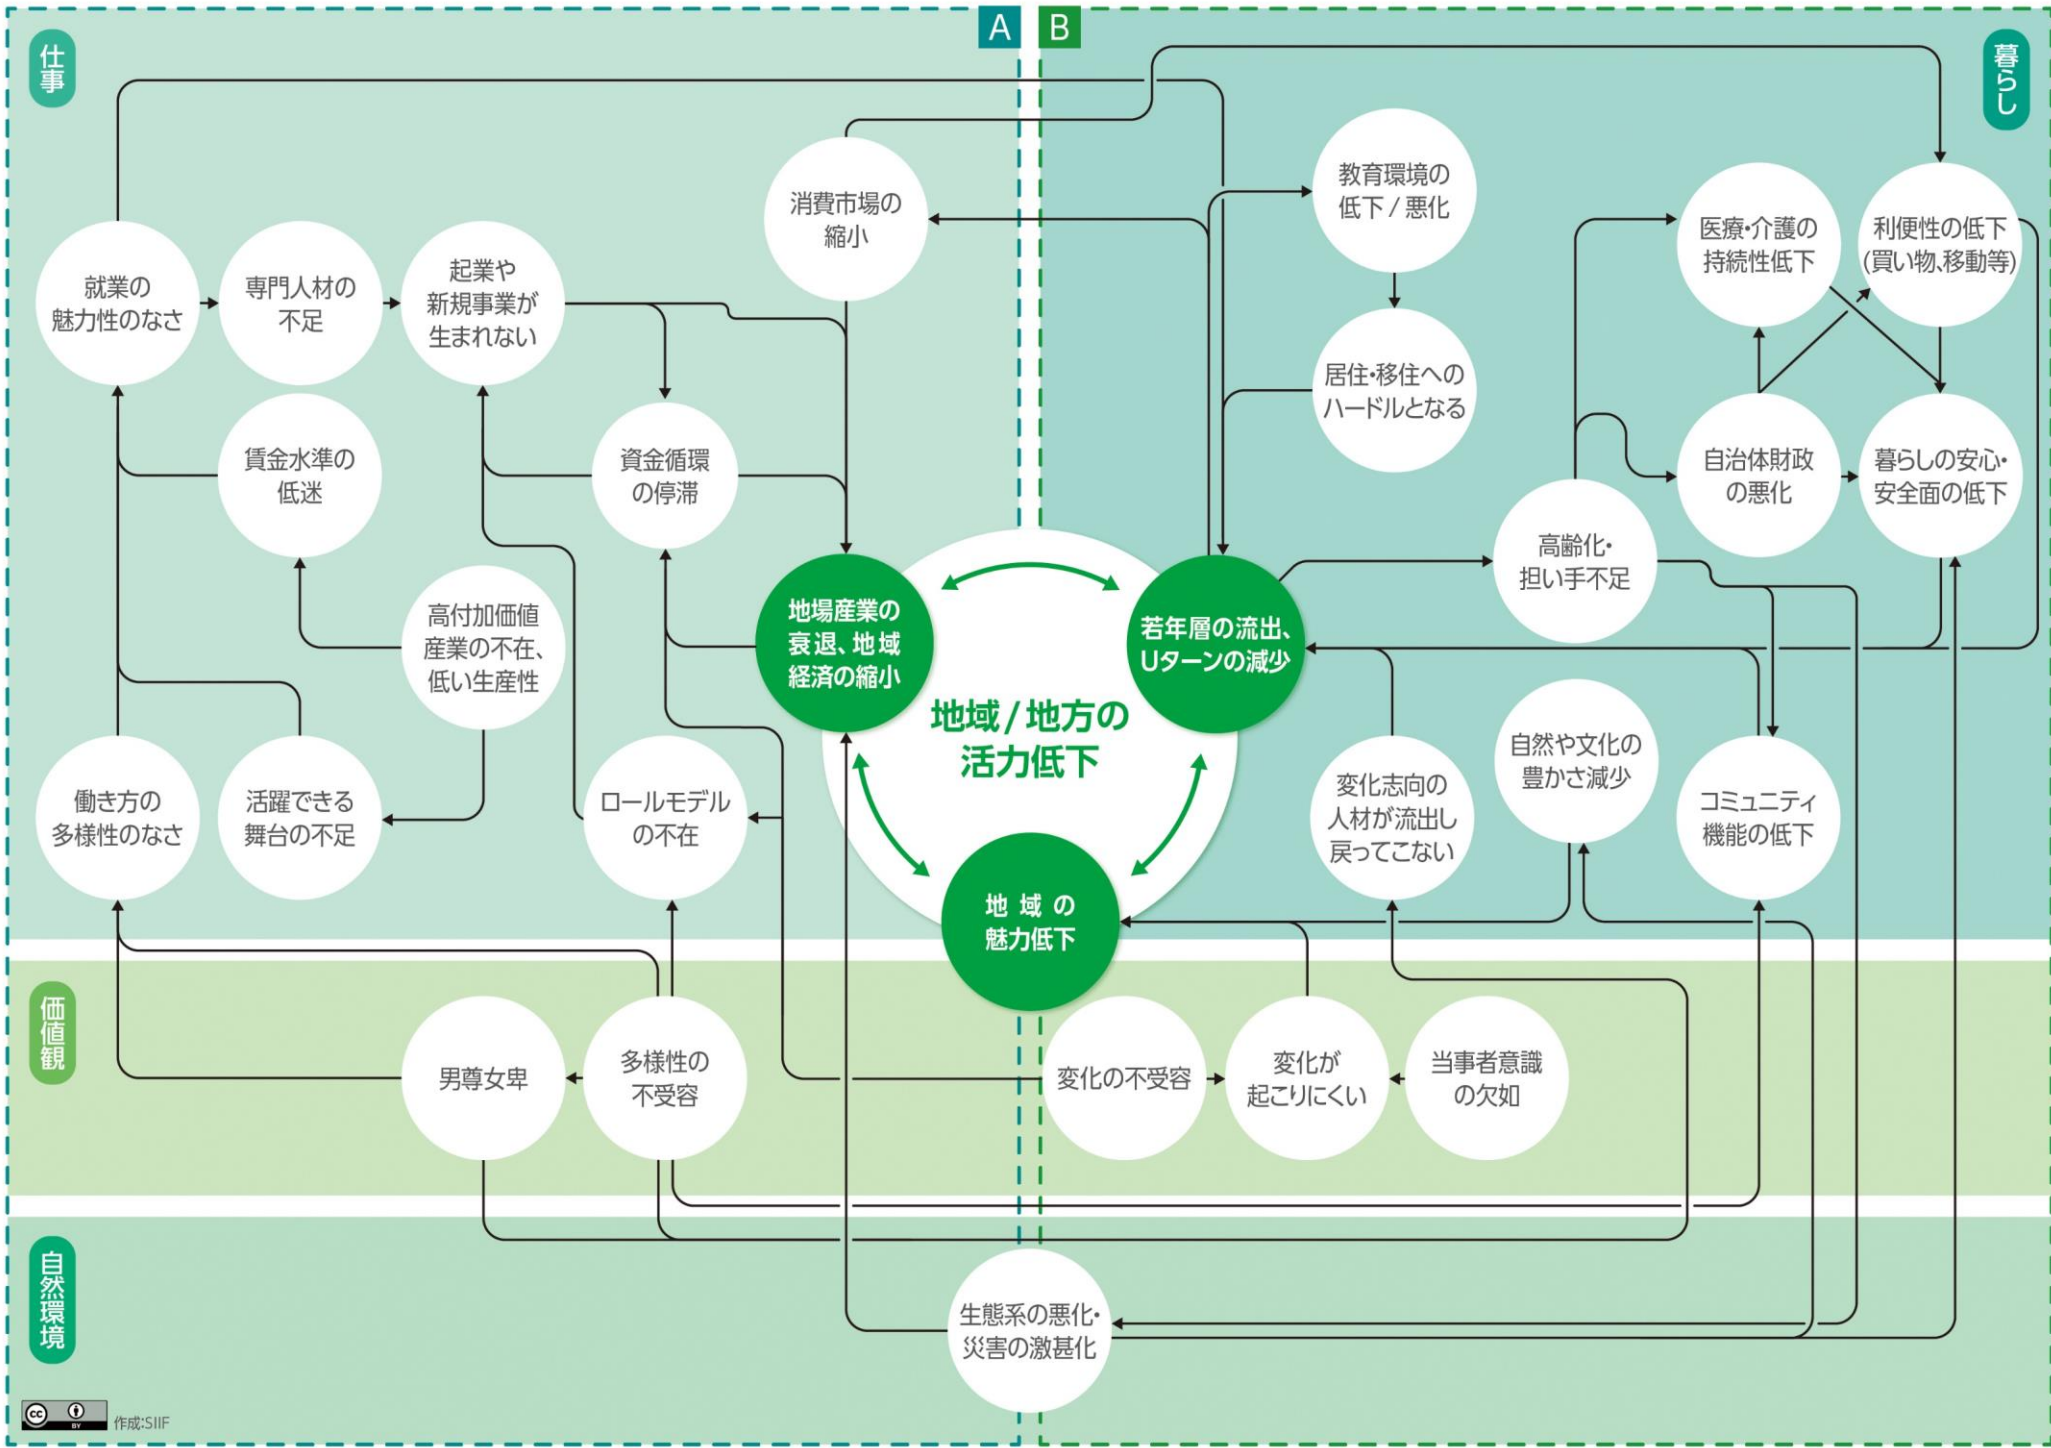 A
B
仕事
暮らし
教育環境の
低下 / 悪化
消費市場の
縮小
医療・介護の
持続性低下
利便性の低下
(買い物、移動等)
就業の
魅力性のなさ
専門人材の
不足
起業や
新規事業が
生まれない
居住・移住への
ハードルとなる
賃金水準の
低迷
資金循環
の停滞
自治体財政
の悪化
暮らしの安心・
安全面の低下
高齢化・
担い手不足
高付加価値
産業の不在、
低い生産性
地場産業の
衰退、地域
経済の縮小
若年層の流出、
Uターンの減少
地域/地方の
活力低下
働き方の
多様性のなさ
活躍できる
舞台の不足
ロールモデル
の不在
変化志向の
人材が流出し
戻ってこない
自然や文化の
豊かさ減少
コミュニティ
機能の低下
地域の
魅力低下
価値観
男尊女卑
多様性の
不受容
変化の不受容
変化が
起こりにくい
当事者意識
の欠如
自然環境
生態系の悪化・
災害の激甚化
cc
BY
作成:SIIF